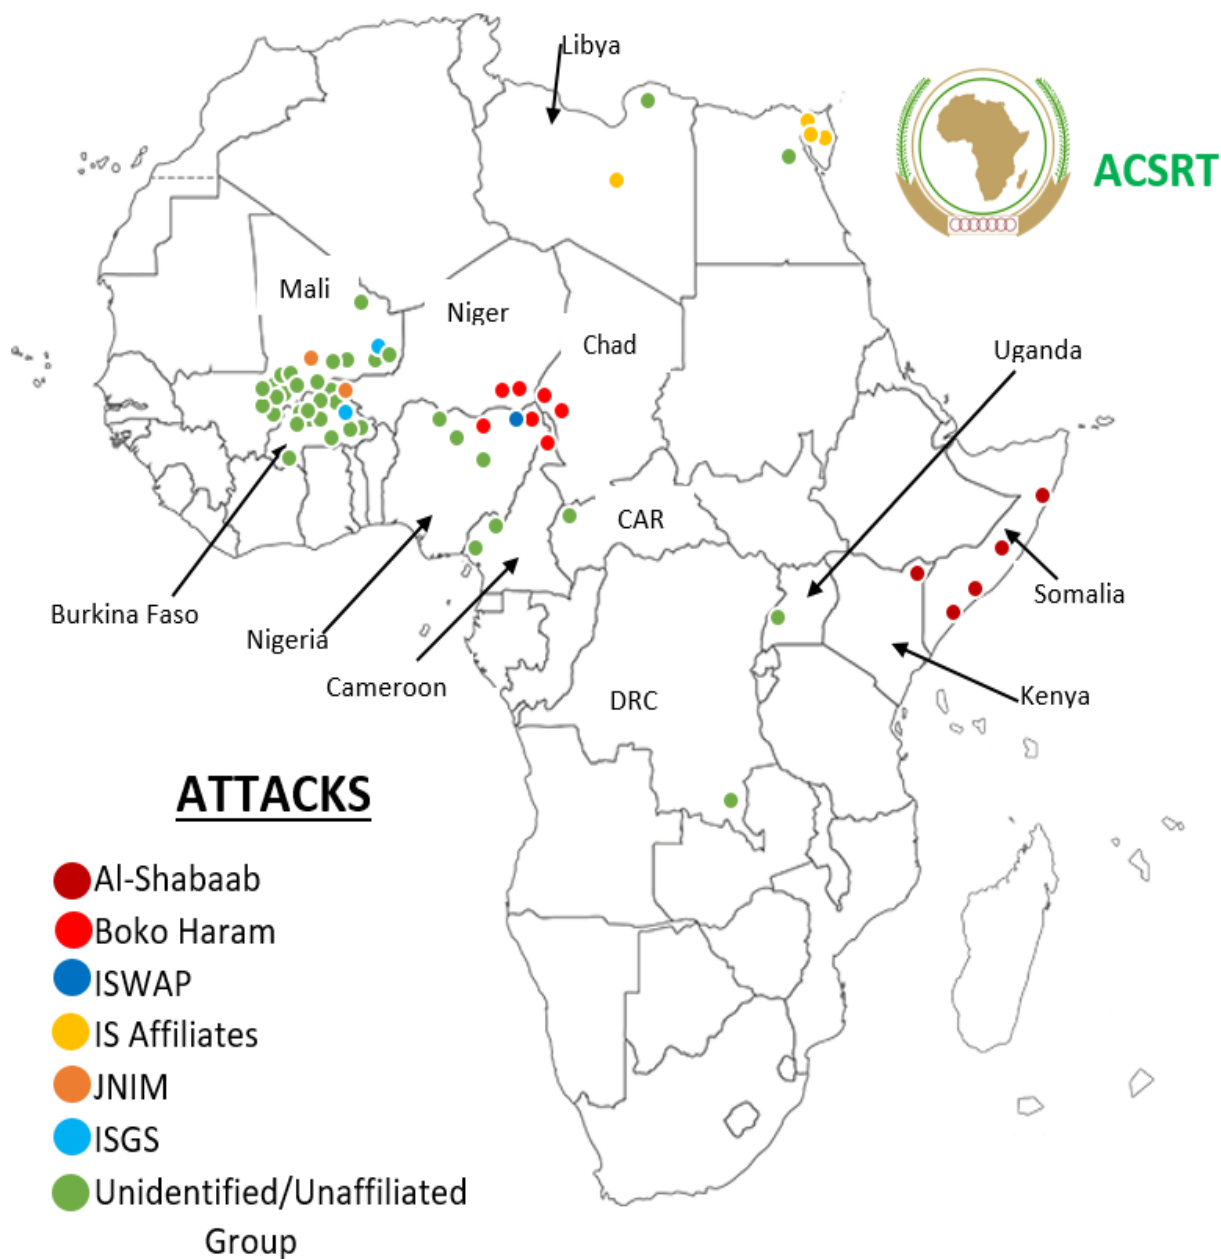 Libya
ACSRT
Mali
Niger
Chad
Uganda
CAR
Somalia
Burkina Faso
Nigeria
Cameroon
Kenya
DRC
ATTACKS
Al-Shabaab
Boko Haram
ISWAP
IS Affiliates
JNIM
ISGS
Unidentified/Unaffiliated
Group